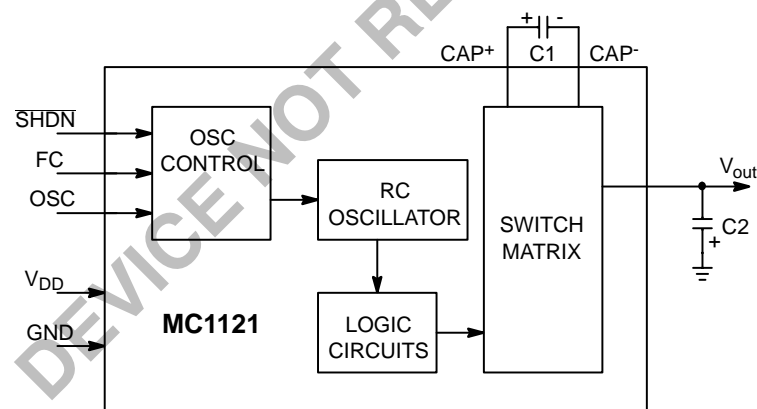 + -
CAP+ C1 CAP-
SHDN
FC
OSC
VDD
GND
OSC
CONTROL
RC
OSCILLATOR
LOGIC
CIRCUITS
SWITCH
MATRIX
Vout
C2
+
MC1121
DEVICE NOT RE